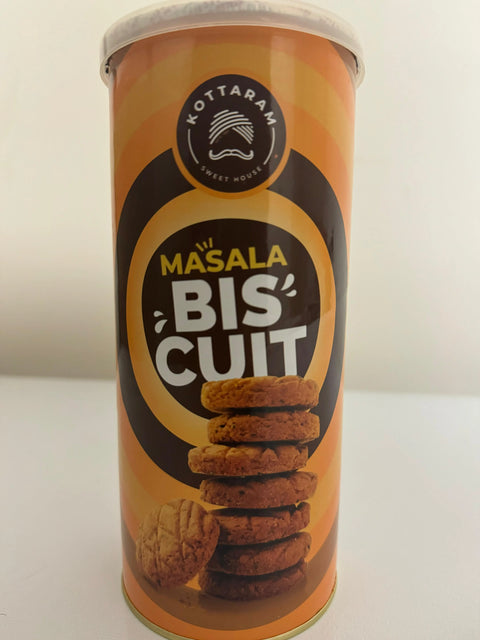 KOTTARAM
SWEET HOUSE
MASALA
BIS
CUIT